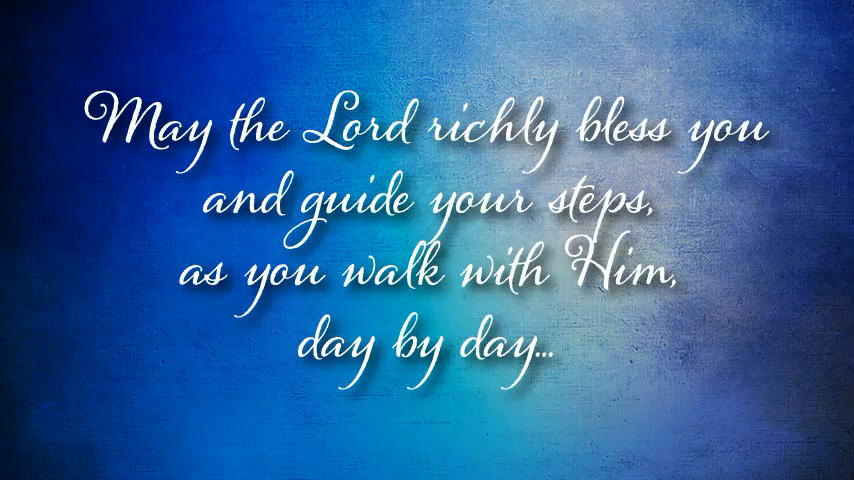 May the Lord richly bless you
and guide your steps,
as you walk with Him,
day by day...